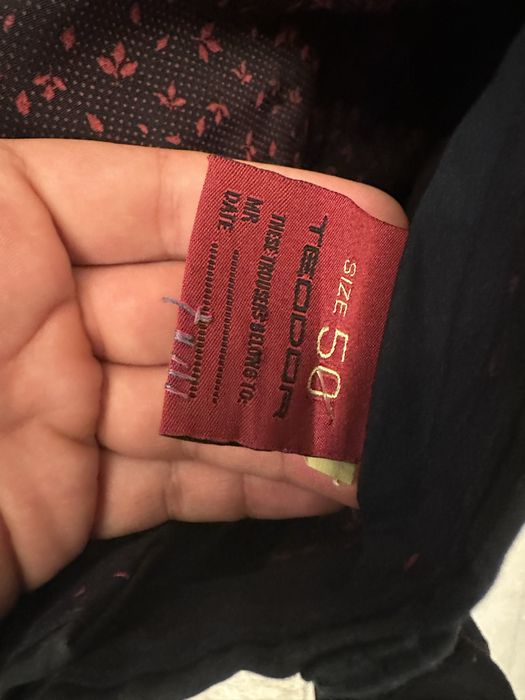 SIZE 50
TEODOR
THESE TROUSERS BELONG TO:
MR
DATE